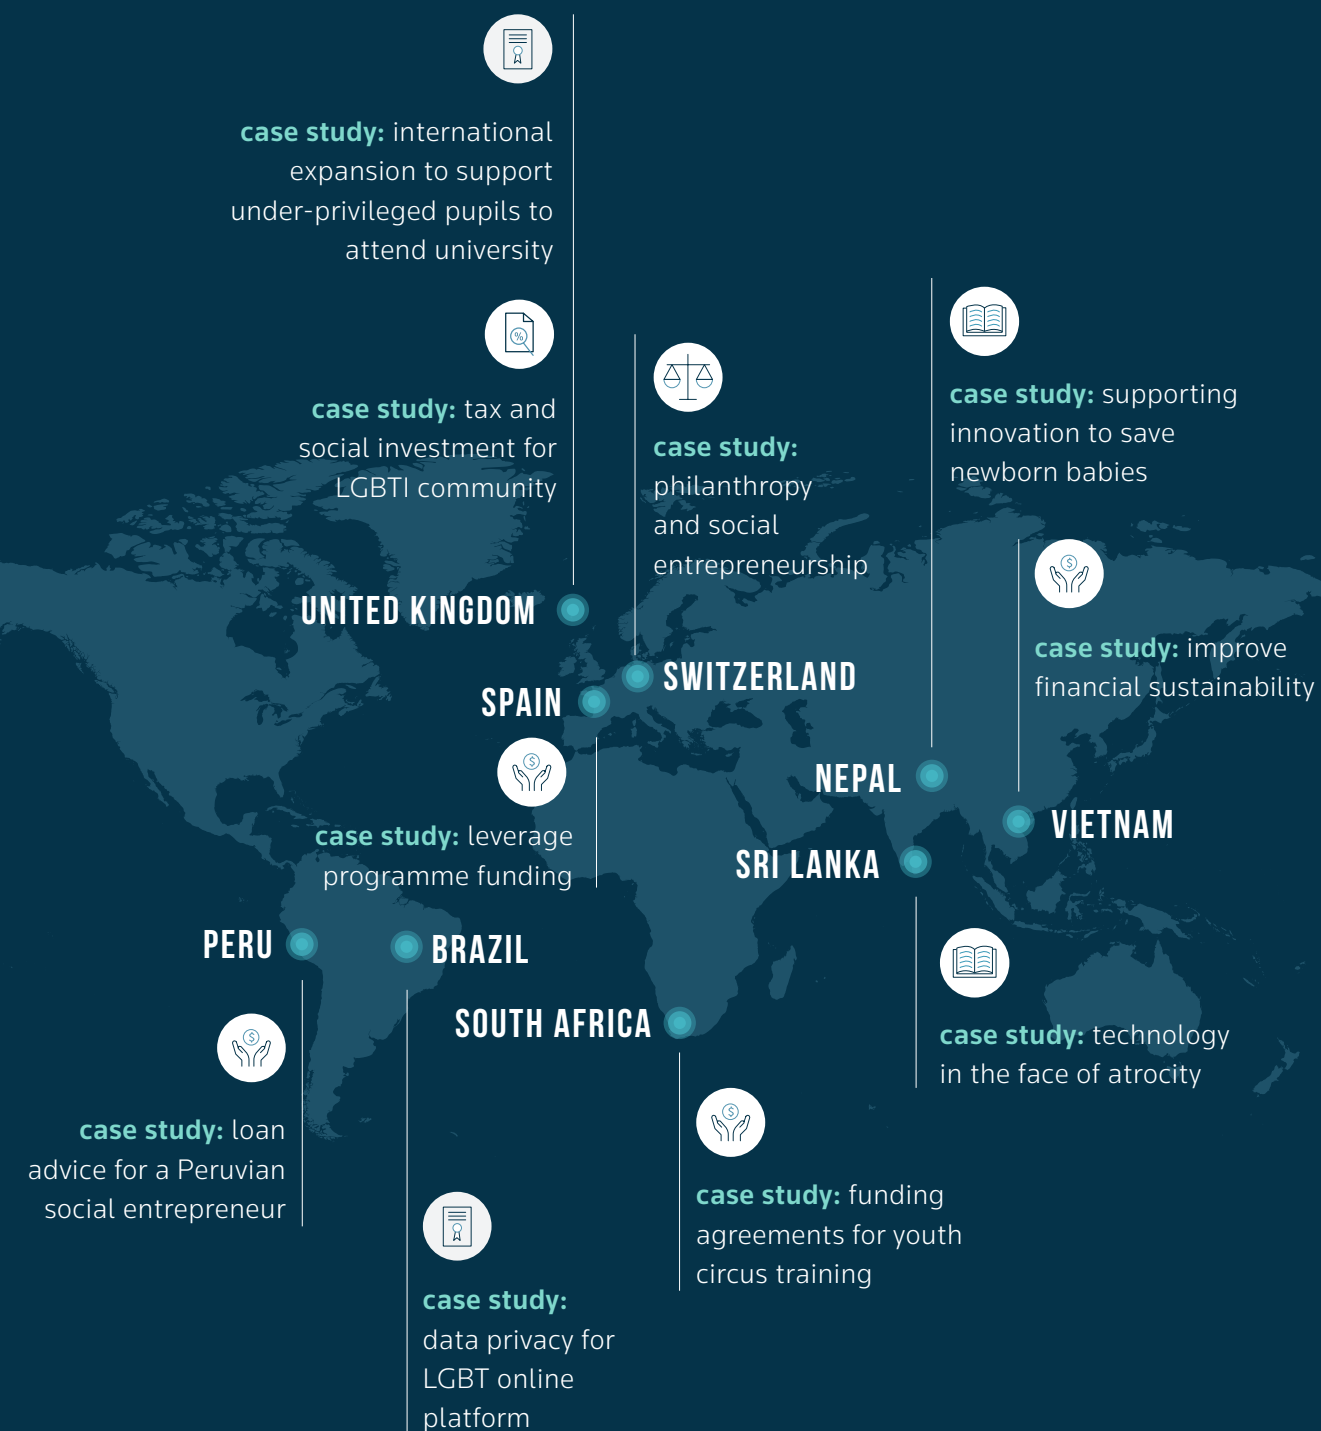 case study: international
expansion to support
under-privileged pupils to
attend university
case study: tax and
social investment for
LGBTI community
UNITED KINGDOM
case study:
philanthropy
and social
entrepreneurship
SWITZERLAND
case study: supporting
innovation to save
newborn babies
NEPAL
case study: improve
financial sustainability
VIETNAM
SPAIN
case study: leverage
programme funding
SRI LANKA
case study: technology
in the face of atrocity
PERU
case study: loan
advice for a Peruvian
social entrepreneur
BRAZIL
case study:
data privacy for
LGBT online
platform
SOUTH AFRICA
case study: funding
agreements for youth
circus training